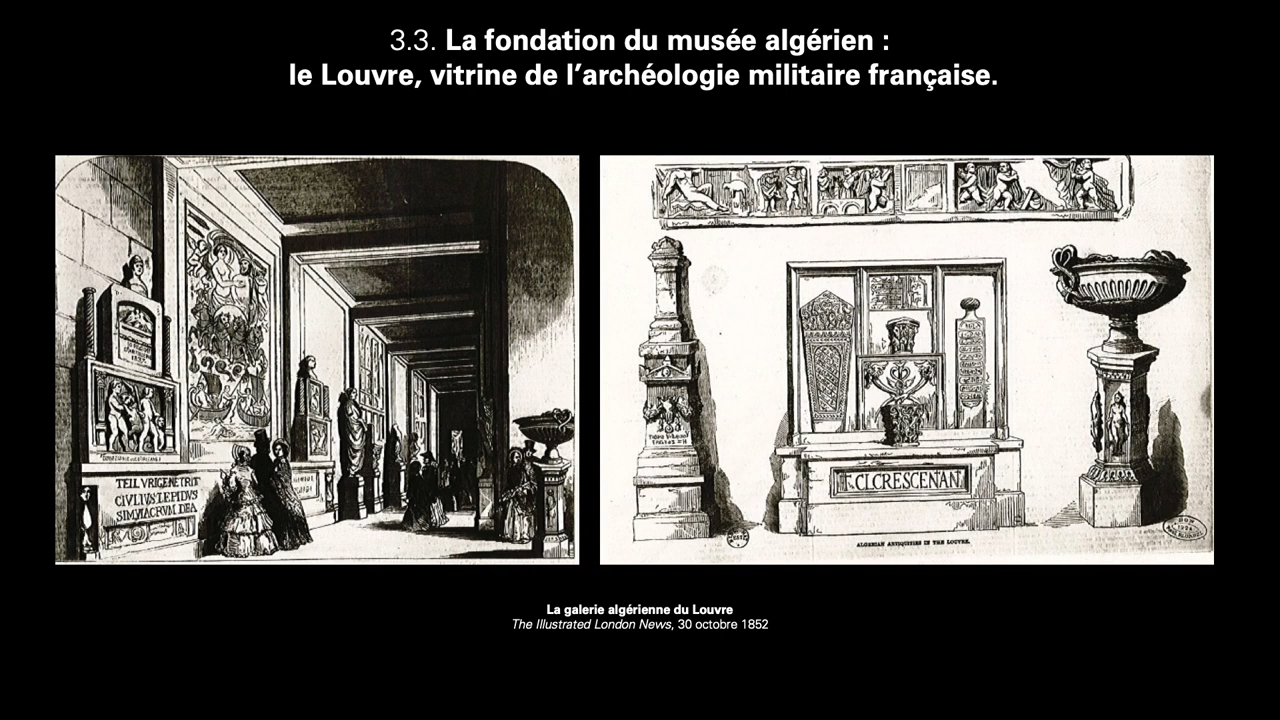 3.3. La fondation du musée algérien :
le Louvre, vitrine de l’archéologie militaire française.
TEIL VRIGENETRIT
CIVLIVS LEPIDVS
SIMVLACRVM DEA
F.CI.CRESCENAN
ALGERIAN ANTIQUITIES IN THE LOUVRE.
La galerie algérienne du Louvre
The Illustrated London News, 30 octobre 1852